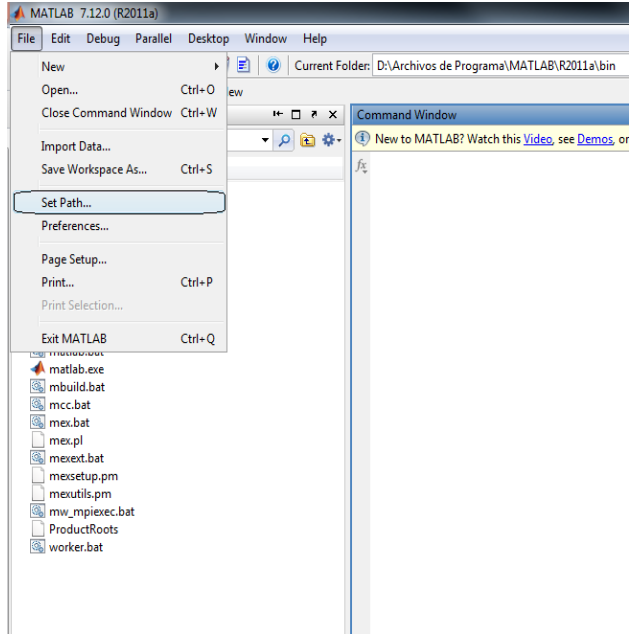 MATLAB 7.12.0 (R2011a)
File Edit Debug Parallel Desktop Window Help
Current Folder: D:\Archivos de Programa\MATLAB\R2011a\bin
New
Open... Ctrl+O
Close Command Window Ctrl+W
Import Data...
Save Workspace As... Ctrl+S
Set Path...
Preferences...
Page Setup...
Print... Ctrl+P
Print Selection...
Exit MATLAB Ctrl+Q
Command Window
New to MATLAB? Watch this Video, see Demos, or
fx
matlab.bat
matlab.exe
mbuild.bat
mcc.bat
mex.bat
mex.pl
mexext.bat
mexsetup.pm
mexutils.pm
mw_mpiexec.bat
ProductRoots
worker.bat